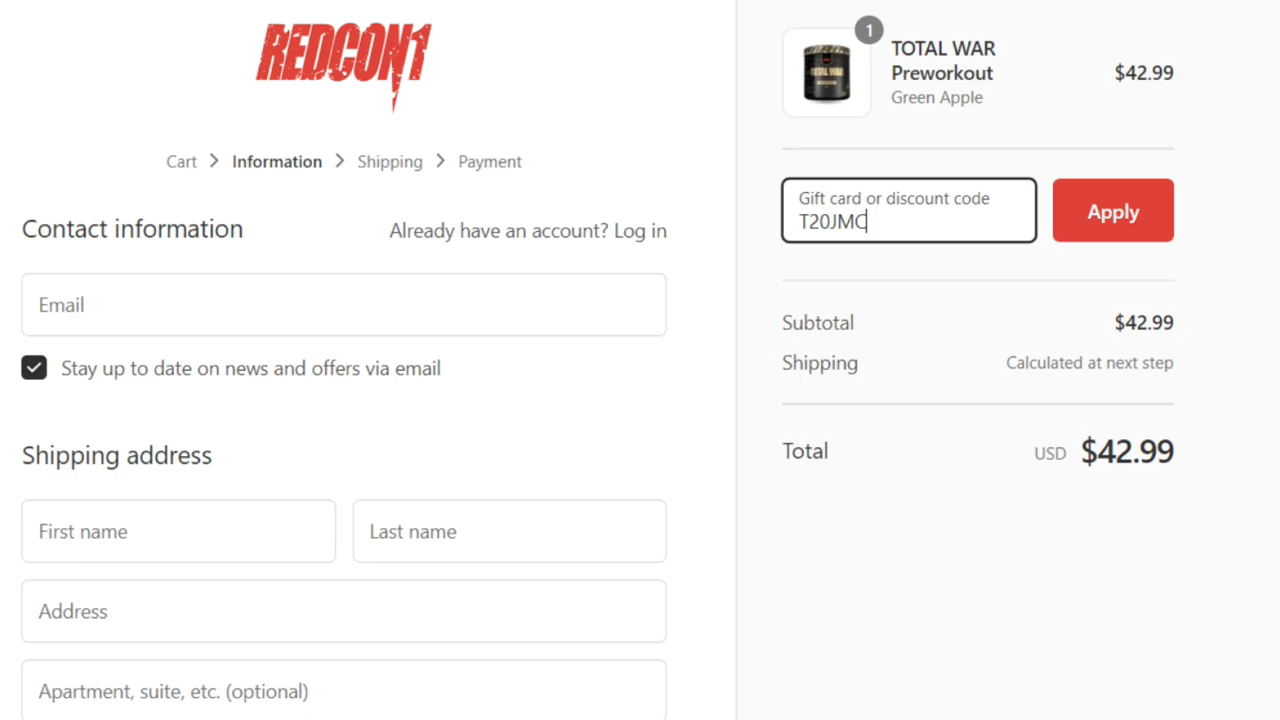 REDCON1
Cart > Information > Shipping > Payment
Contact information
Already have an account? Log in
Email
Stay up to date on news and offers via email
Shipping address
First name
Last name
Address
Apartment, suite, etc. (optional)
1
TOTAL WAR
TOTAL WAR
Preworkout
Green Apple
$42.99
Gift card or discount code
T20JMC
Apply
Subtotal
$42.99
Shipping
Calculated at next step
Total
USD $42.99